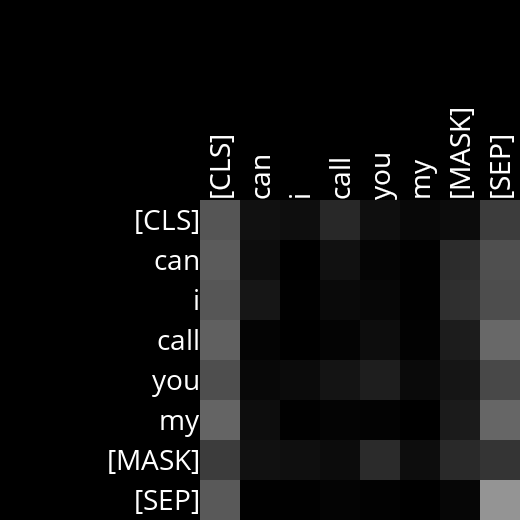 [CLS] can i call you my [MASK] [SEP]
[CLS]
can
i
call
you
my
[MASK]
[SEP]